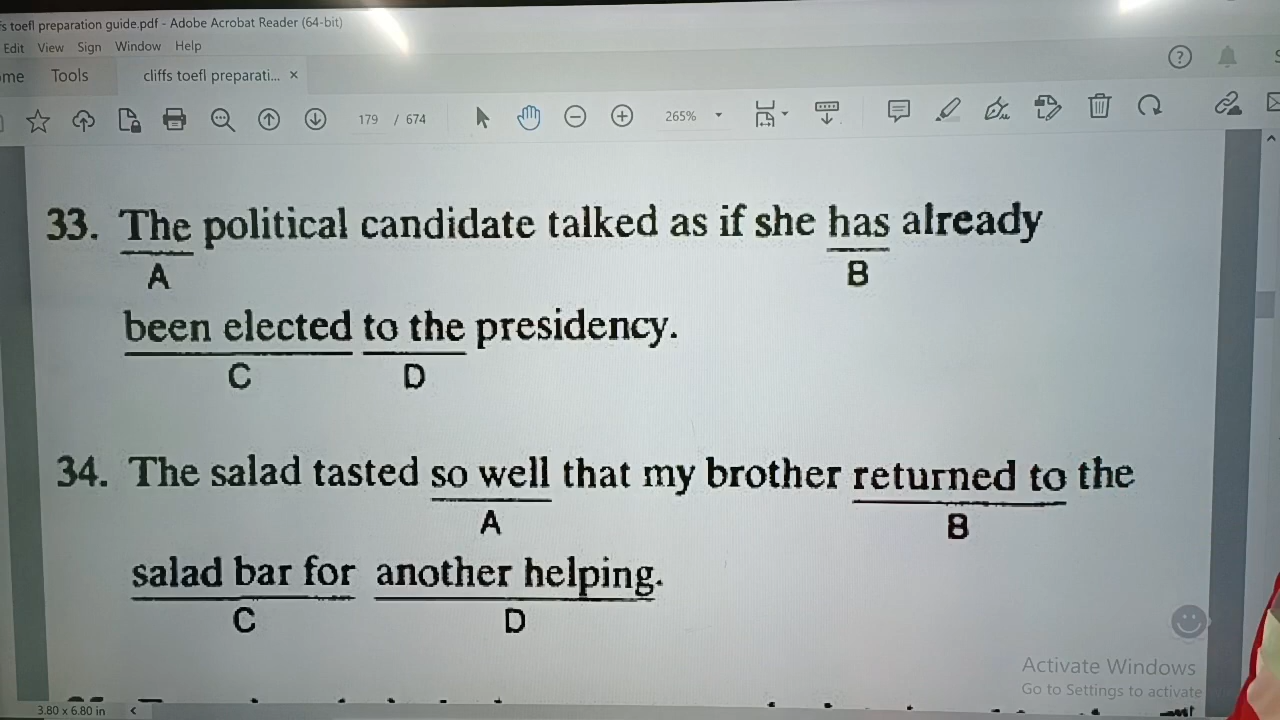 fs toefl preparation guide.pdf - Adobe Acrobat Reader (64-bit)
Edit View Sign Window Help
me Tools cliffs toefl preparati... ×
179 / 674 265%
33. The political candidate talked as if she has already
A B
been elected to the presidency.
C D
34. The salad tasted so well that my brother returned to the
A B
salad bar for another helping.
C D
Activate Windows
Go to Settings to activate
3.80 x 6.80 in